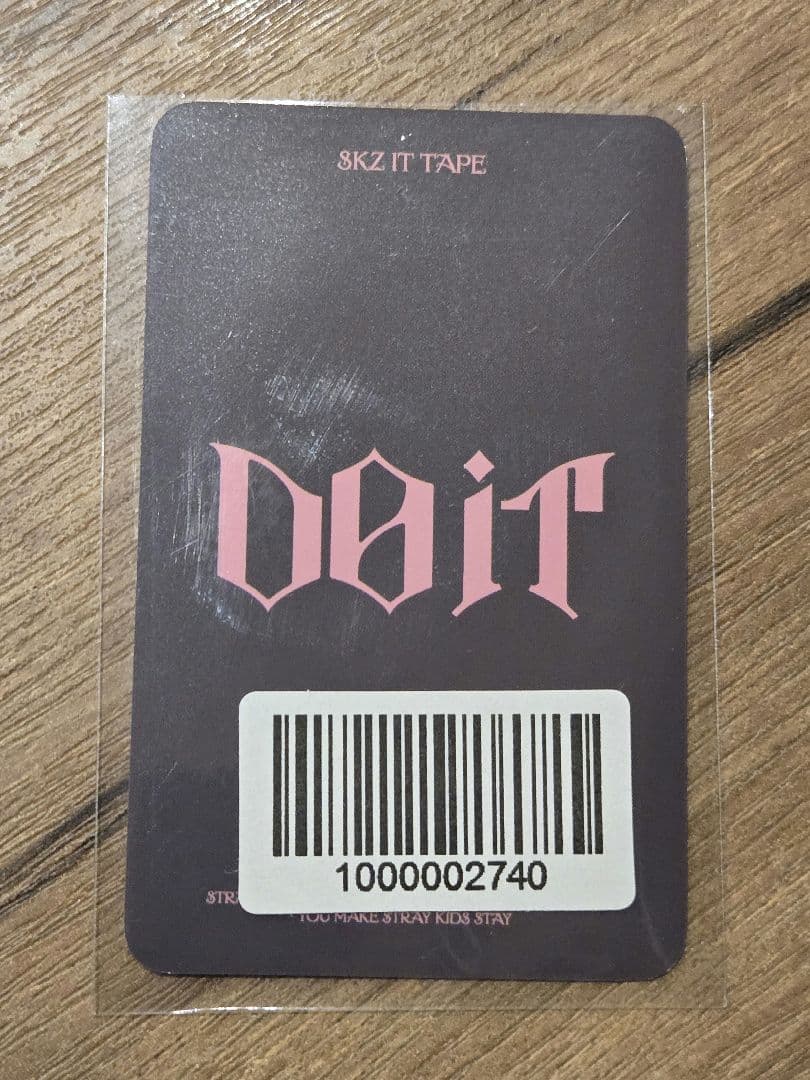 SKZ IT TAPE
DO iT
1000002740
YOU MAKE STRAY KIDS STAY